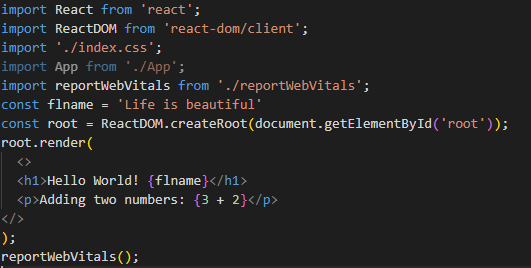 import React from 'react';
import ReactDOM from 'react-dom/client';
import './index.css';
import App from './App';
import reportWebVitals from './reportWebVitals';
const flname = 'Life is beautiful'
const root = ReactDOM.createRoot(document.getElementById('root'));
root.render(
  <>
  <h1>Hello World! {flname}</h1>
  <p>Adding two numbers: {3 + 2}</p>
</>
);
reportWebVitals();